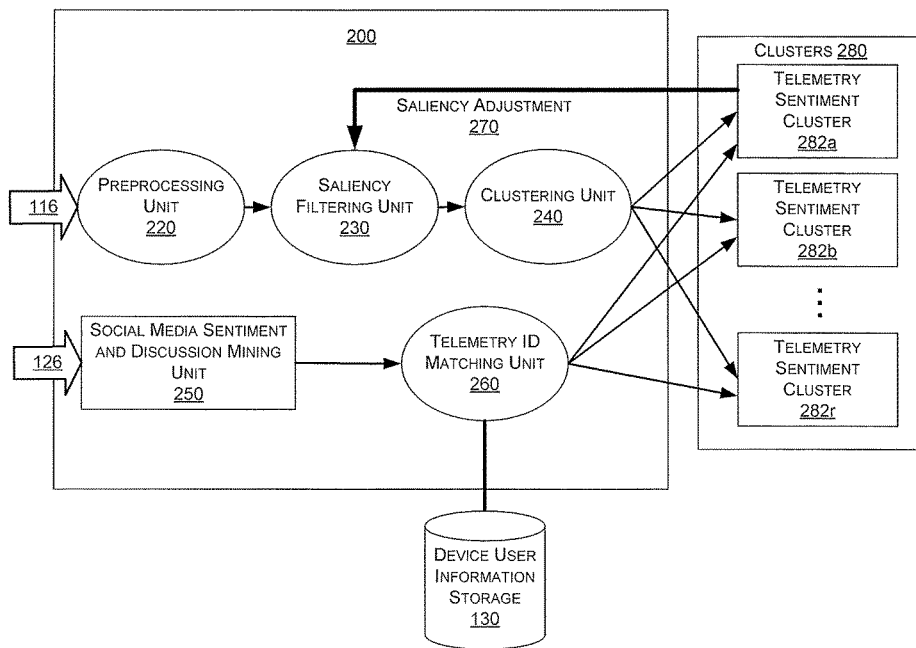 200
CLUSTERS 280
TELEMETRY
SENTIMENT
CLUSTER
282a
SALIENCY ADJUSTMENT
270
116
PREPROCESSING
UNIT
220
SALIENCY
FILTERING UNIT
230
CLUSTERING UNIT
240
TELEMETRY
SENTIMENT
CLUSTER
282b
126
SOCIAL MEDIA SENTIMENT
AND DISCUSSION MINING
UNIT
250
TELEMETRY ID
MATCHING UNIT
260
TELEMETRY
SENTIMENT
CLUSTER
282r
DEVICE USER
INFORMATION
STORAGE
130